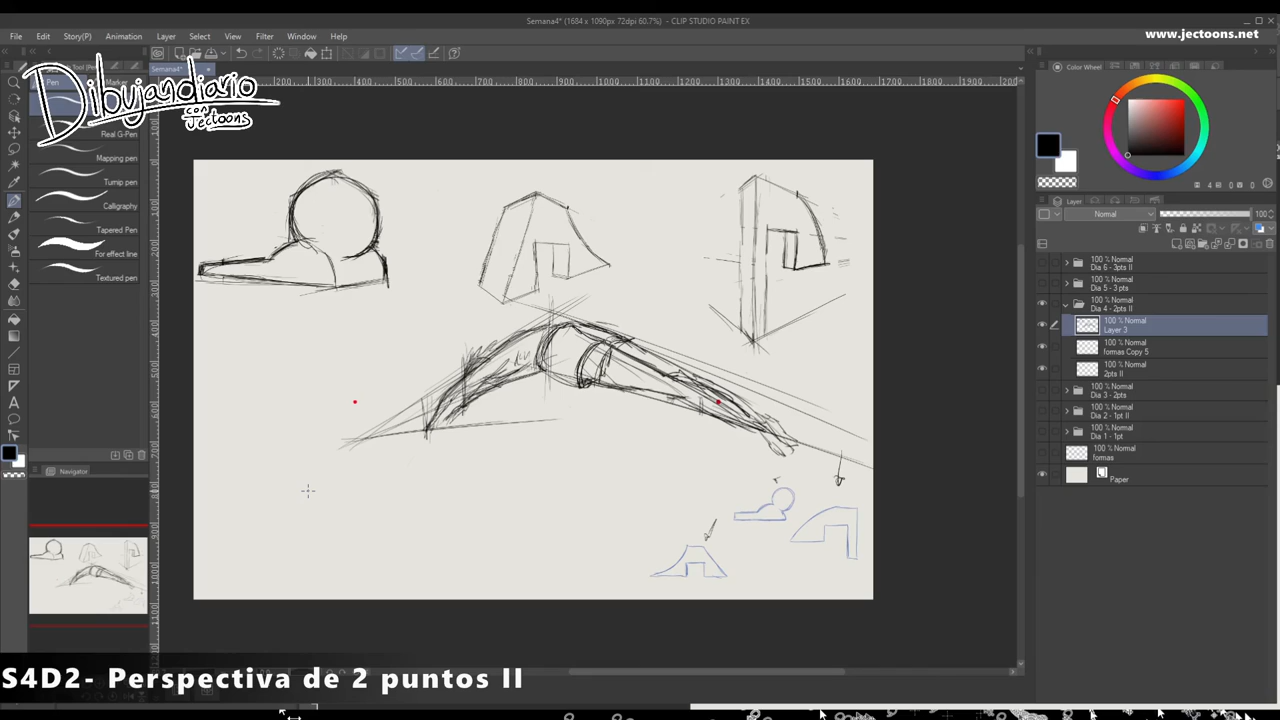 Semana4* (1684 x 1090px 72dpi 60.7%) - CLIP STUDIO PAINT EX
File Edit Story(P) Animation Layer Select View Filter Window Help
www.jectoons.net
Dibujandiario
con
Jectoons
Semana4*
Pen
Marker
Real G-Pen
Mapping pen
Turnip pen
Calligraphy
Tapered Pen
For effect line
Textured pen
Navigator
Color Wheel
Layer
Normal 100
100 % Normal
Dia 6 - 3pts II
100 % Normal
Dia 5 - 3 pts
100 % Normal
Dia 4 - 2pts II
100 % Normal
Layer 3
100 % Normal
formas Copy 5
100 % Normal
2pts II
100 % Normal
Dia 3 - 2pts
100 % Normal
Dia 2 - 1pt II
100 % Normal
Dia 1 - 1pt
100 % Normal
formas
Paper
S4D2- Perspectiva de 2 puntos II